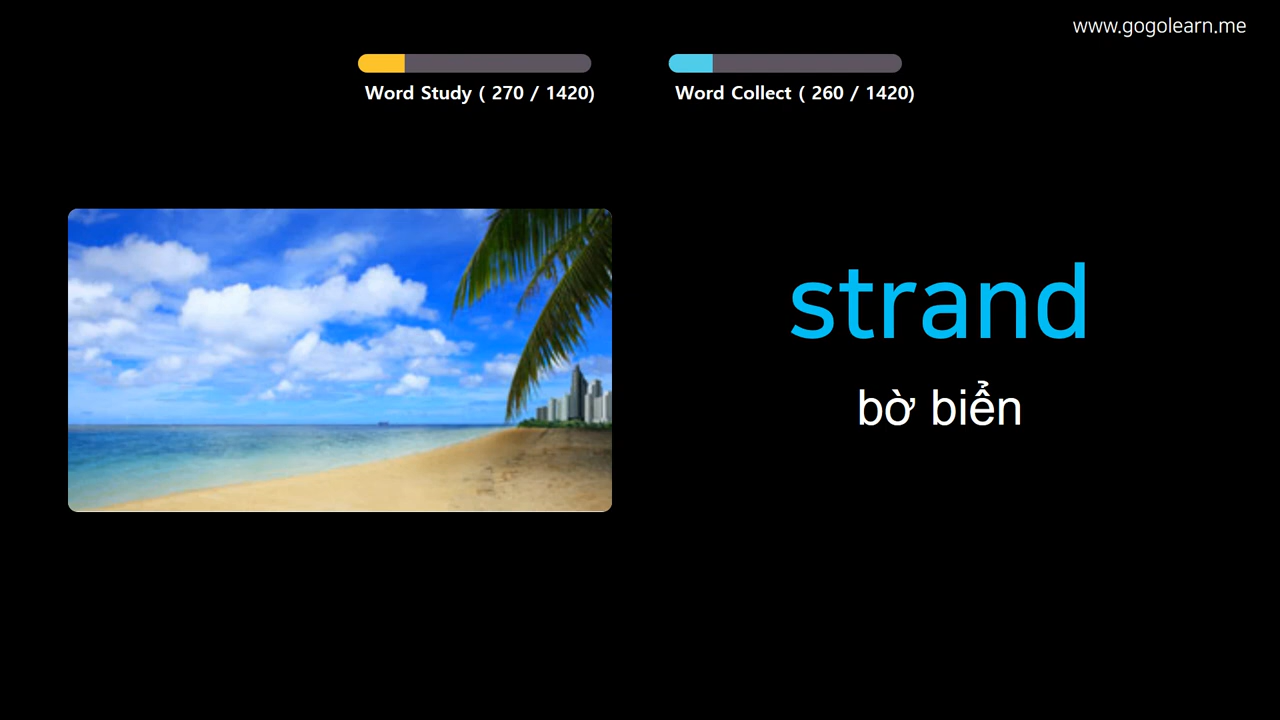 www.gogolearn.me
Word Study ( 270 / 1420)
Word Collect ( 260 / 1420)
strand
bờ biển